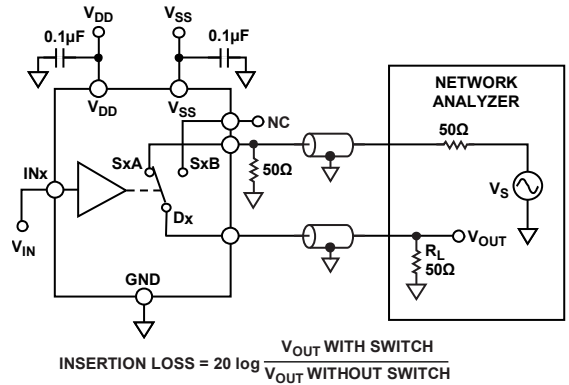 VDD
VSS
0.1µF
0.1µF
VDD
VSS
NC
NETWORK
ANALYZER
50Ω
SxA
SxB
50Ω
INx
VS
Dx
VOUT
VIN
RL
50Ω
GND
INSERTION LOSS = 20 log VOUT WITH SWITCH
VOUT WITHOUT SWITCH